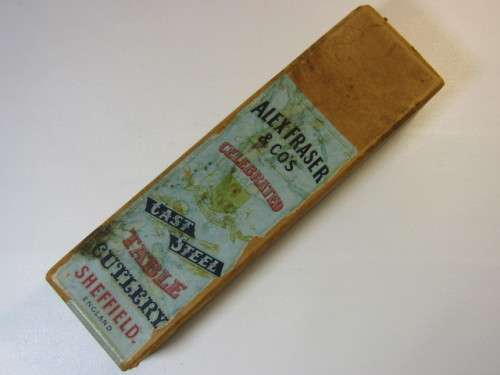 ALEX FRASER
& CO'S
CELEBRATED
CAST
STEEL
TABLE
CUTLERY
SHEFFIELD.
ENGLAND